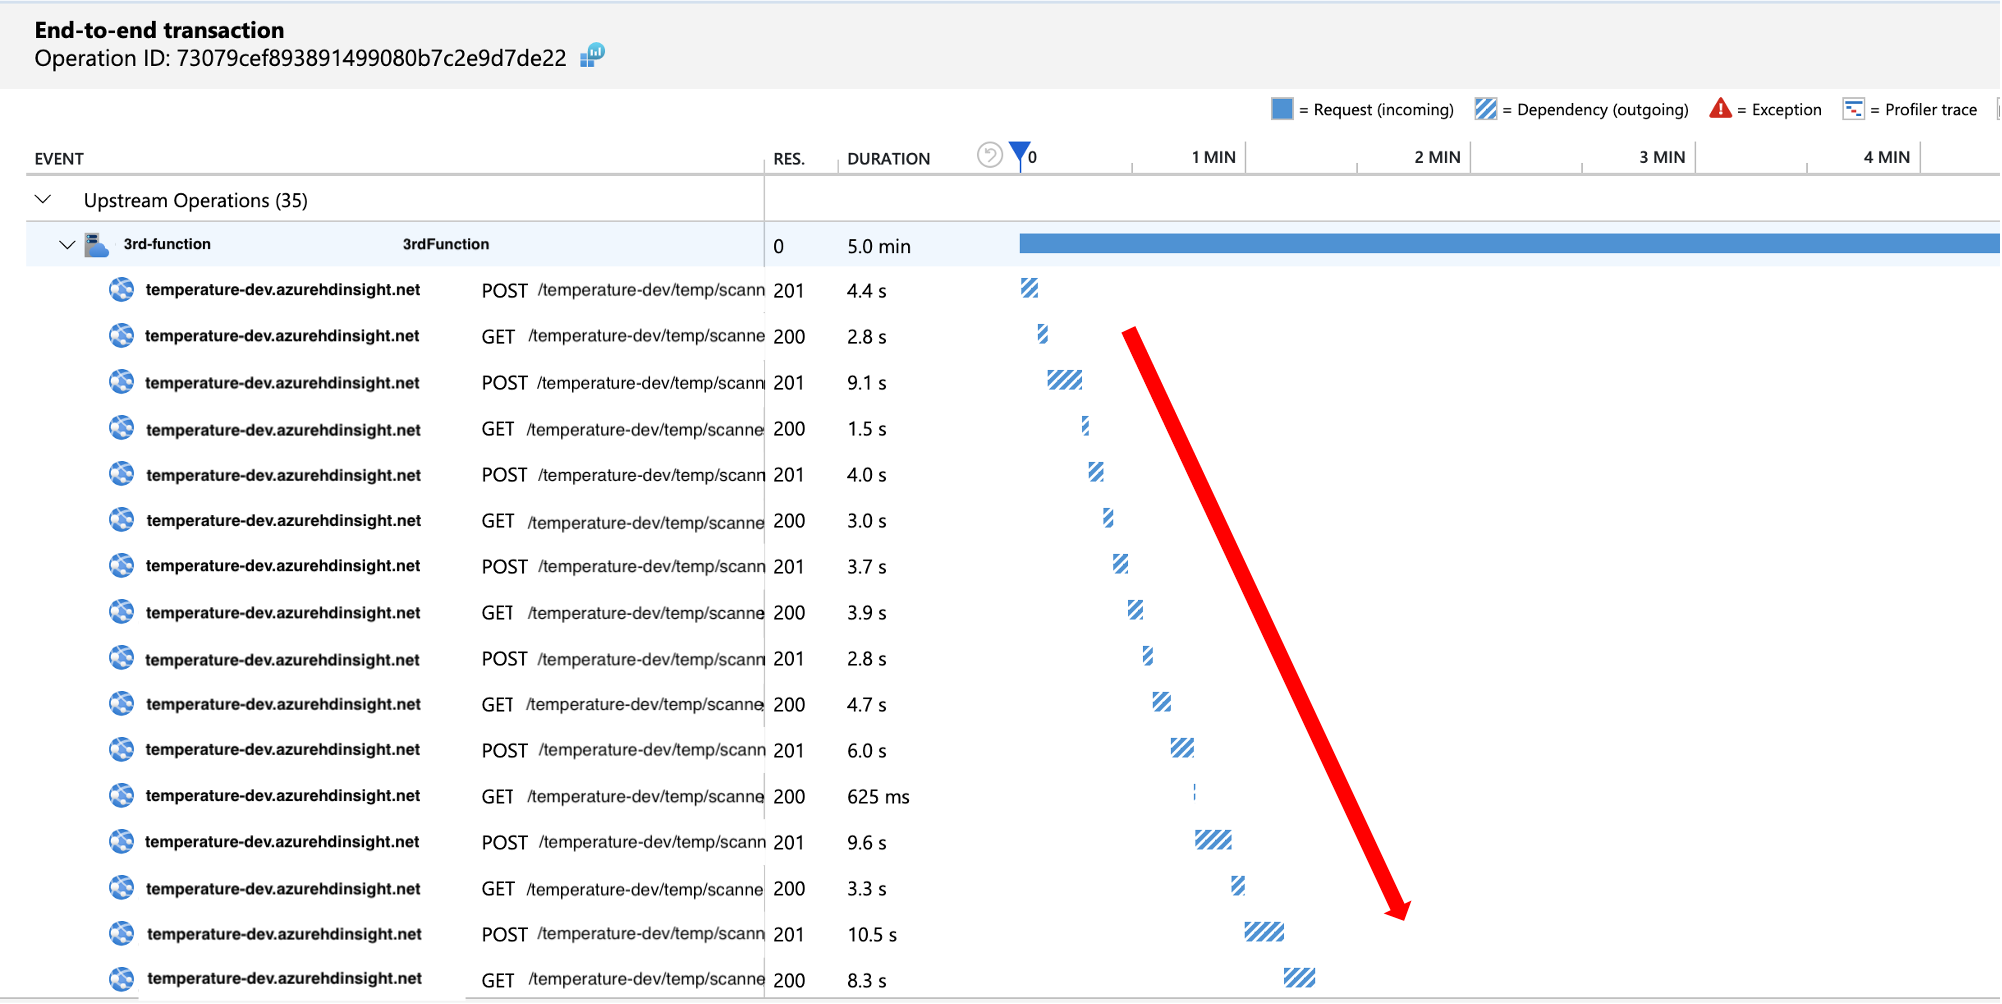 End-to-end transaction
Operation ID: 73079cef893891499080b7c2e9d7de22
= Request (incoming) = Dependency (outgoing) = Exception = Profiler trace
EVENT RES. DURATION 0 1 MIN 2 MIN 3 MIN 4 MIN
Upstream Operations (35)
3rd-function 3rdFunction 0 5.0 min
temperature-dev.azurehdinsight.net POST /temperature-dev/temp/scann 201 4.4 s
temperature-dev.azurehdinsight.net GET /temperature-dev/temp/scanne 200 2.8 s
temperature-dev.azurehdinsight.net POST /temperature-dev/temp/scann 201 9.1 s
temperature-dev.azurehdinsight.net GET /temperature-dev/temp/scanne 200 1.5 s
temperature-dev.azurehdinsight.net POST /temperature-dev/temp/scann 201 4.0 s
temperature-dev.azurehdinsight.net GET /temperature-dev/temp/scanne 200 3.0 s
temperature-dev.azurehdinsight.net POST /temperature-dev/temp/scann 201 3.7 s
temperature-dev.azurehdinsight.net GET /temperature-dev/temp/scanne 200 3.9 s
temperature-dev.azurehdinsight.net POST /temperature-dev/temp/scann 201 2.8 s
temperature-dev.azurehdinsight.net GET /temperature-dev/temp/scanne 200 4.7 s
temperature-dev.azurehdinsight.net POST /temperature-dev/temp/scann 201 6.0 s
temperature-dev.azurehdinsight.net GET /temperature-dev/temp/scanne 200 625 ms
temperature-dev.azurehdinsight.net POST /temperature-dev/temp/scann 201 9.6 s
temperature-dev.azurehdinsight.net GET /temperature-dev/temp/scanne 200 3.3 s
temperature-dev.azurehdinsight.net POST /temperature-dev/temp/scann 201 10.5 s
temperature-dev.azurehdinsight.net GET /temperature-dev/temp/scanne 200 8.3 s